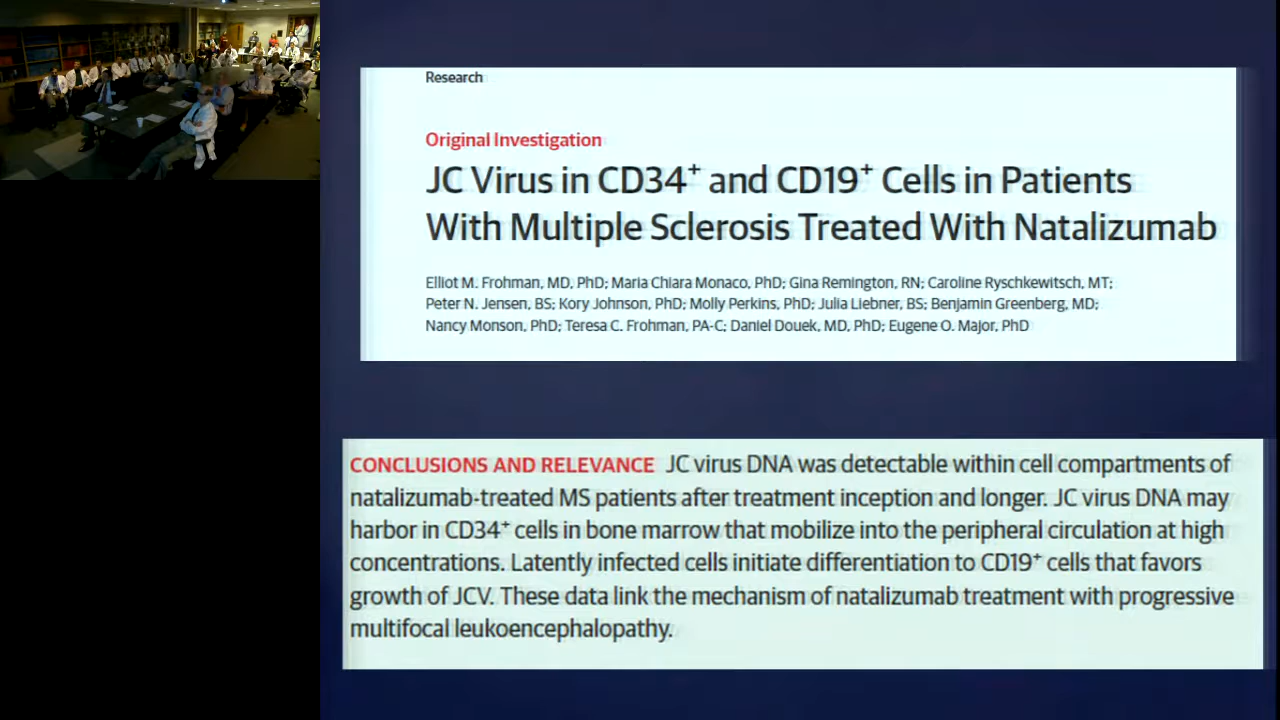 Research
Original Investigation
JC Virus in CD34⁺ and CD19⁺ Cells in Patients
With Multiple Sclerosis Treated With Natalizumab
Elliot M. Frohman, MD, PhD; Maria Chiara Monaco, PhD; Gina Remington, RN; Caroline Ryschkewitsch, MT;
Peter N. Jensen, BS; Kory Johnson, PhD; Molly Perkins, PhD; Julia Liebner, BS; Benjamin Greenberg, MD;
Nancy Monson, PhD; Teresa C. Frohman, PA-C; Daniel Douek, MD, PhD; Eugene O. Major, PhD
CONCLUSIONS AND RELEVANCE JC virus DNA was detectable within cell compartments of
natalizumab-treated MS patients after treatment inception and longer. JC virus DNA may
harbor in CD34⁺ cells in bone marrow that mobilize into the peripheral circulation at high
concentrations. Latently infected cells initiate differentiation to CD19⁺ cells that favors
growth of JCV. These data link the mechanism of natalizumab treatment with progressive
multifocal leukoencephalopathy.